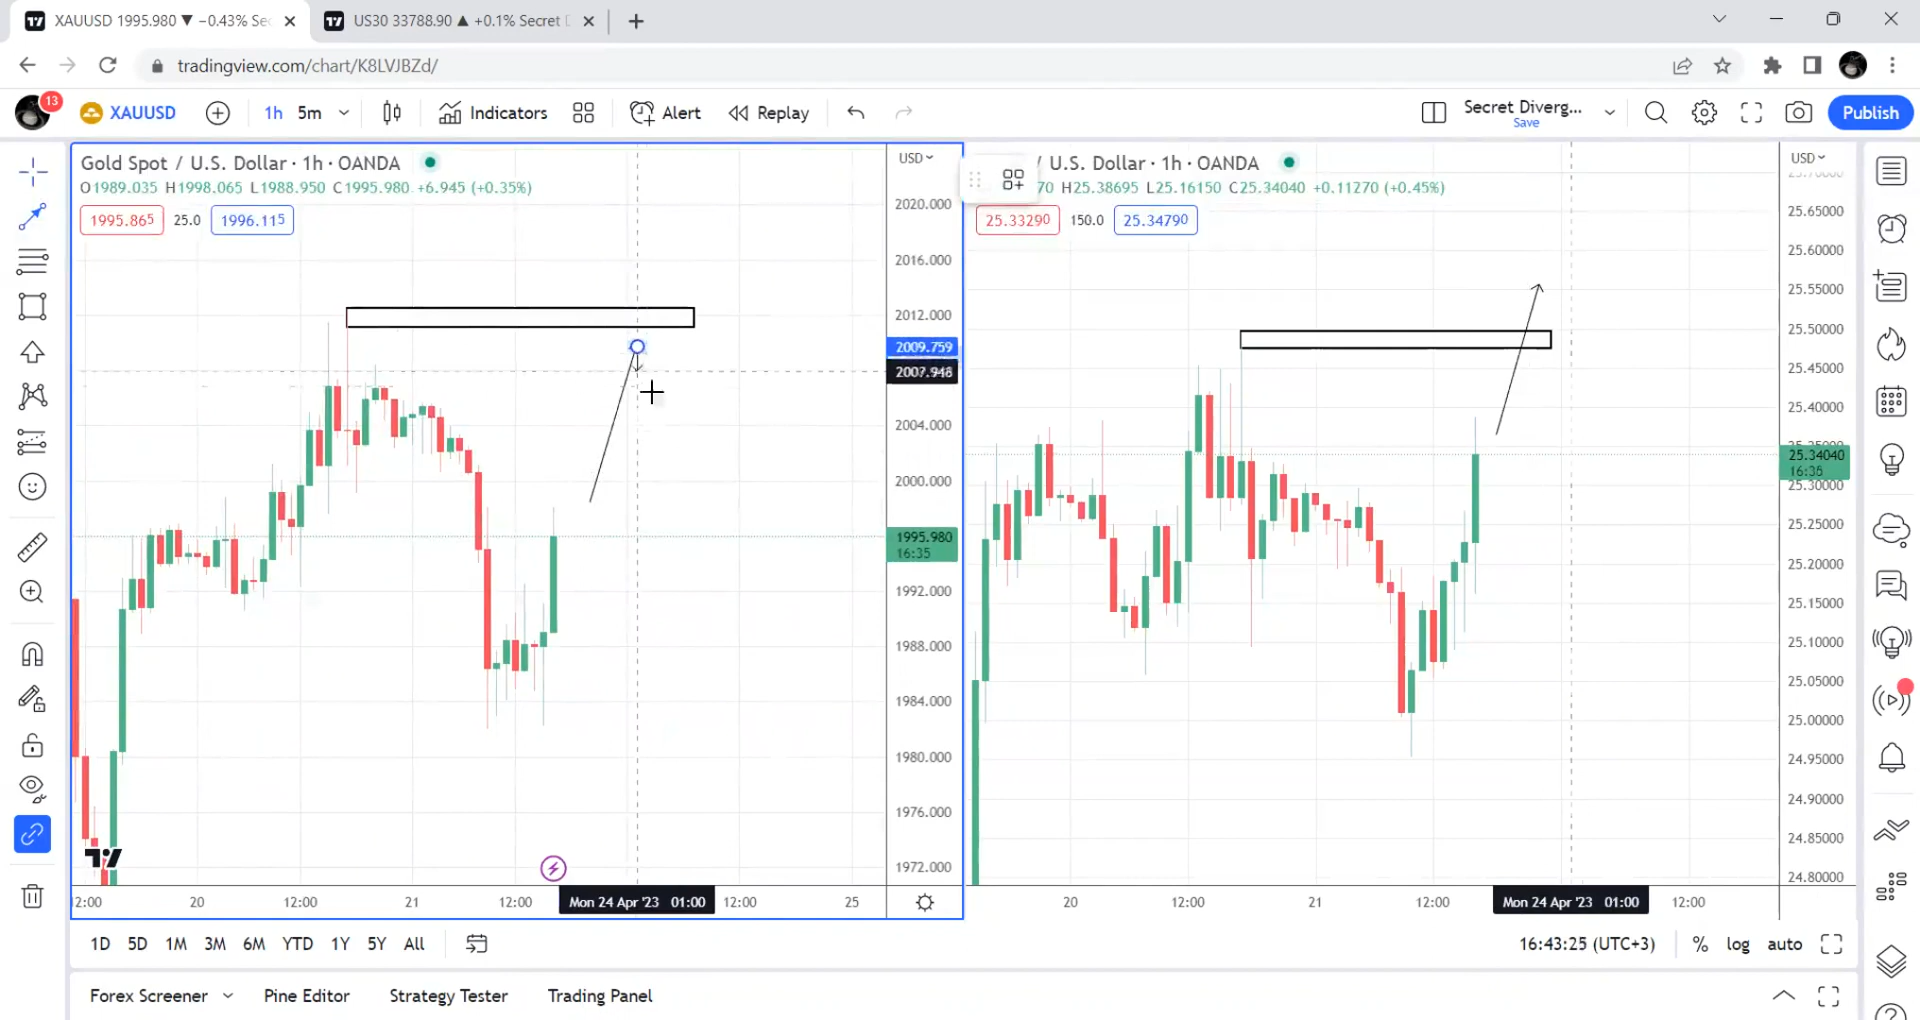 XAUUSD 1995.980 ▼ −0.43% Sec
US30 33788.90 ▲ +0.1% Secret D
tradingview.com/chart/K8LVJBZd/
13
XAUUSD
1h 5m
Indicators
Alert
Replay
Secret Diverg...
Save
Publish
Gold Spot / U.S. Dollar · 1h · OANDA
O1989.035 H1998.065 L1988.950 C1995.980 +6.945 (+0.35%)
1995.865 25.0 1996.115
USD
2020.000
2016.000
2012.000
2009.759
2007.948
2004.000
2000.000
1995.980
16:35
1992.000
1988.000
1984.000
1980.000
1976.000
1972.000
12:00 20 12:00 21 12:00 Mon 24 Apr '23 01:00 12:00 25
/ U.S. Dollar · 1h · OANDA
70 H25.38695 L25.16150 C25.34040 +0.11270 (+0.45%)
25.33290 150.0 25.34790
USD
25.70000
25.65000
25.60000
25.55000
25.50000
25.45000
25.40000
25.35000
25.34040
16:35
25.30000
25.25000
25.20000
25.15000
25.10000
25.05000
25.00000
24.95000
24.90000
24.85000
24.80000
20 12:00 21 12:00 Mon 24 Apr '23 01:00 12:00
1D 5D 1M 3M 6M YTD 1Y 5Y All
16:43:25 (UTC+3) % log auto
Forex Screener Pine Editor Strategy Tester Trading Panel